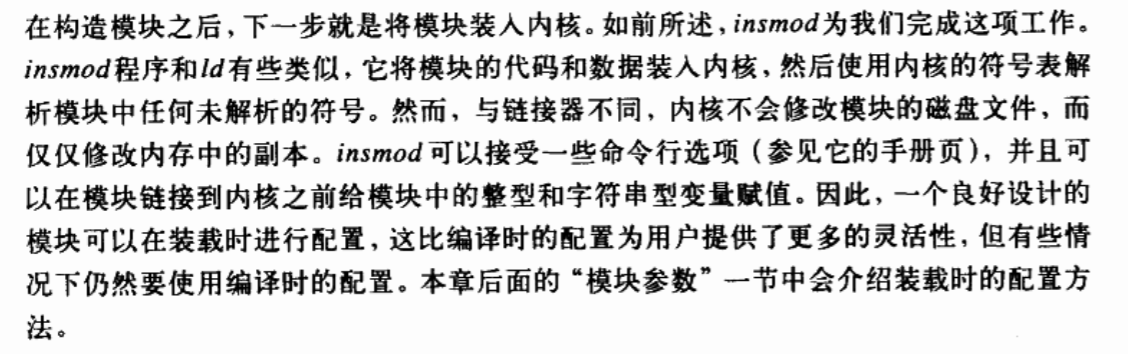 在构造模块之后，下一步就是将模块装入内核。如前所述，insmod为我们完成这项工作。
insmod程序和ld有些类似，它将模块的代码和数据装入内核，然后使用内核的符号表解
析模块中任何未解析的符号。然而，与链接器不同，内核不会修改模块的磁盘文件，而
仅仅修改内存中的副本。insmod可以接受一些命令行选项（参见它的手册页），并且可
以在模块链接到内核之前给模块中的整型和字符串型变量赋值。因此，一个良好设计的
模块可以在装载时进行配置，这比编译时的配置为用户提供了更多的灵活性，但有些情
况下仍然要使用编译时的配置。本章后面的“模块参数”一节中会介绍装载时的配置方
法。